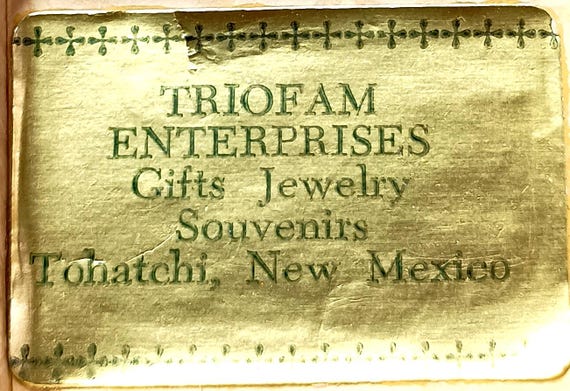 TRIOFAM
ENTERPRISES
Gifts Jewelry
Souvenirs
Tohatchi, New Mexico